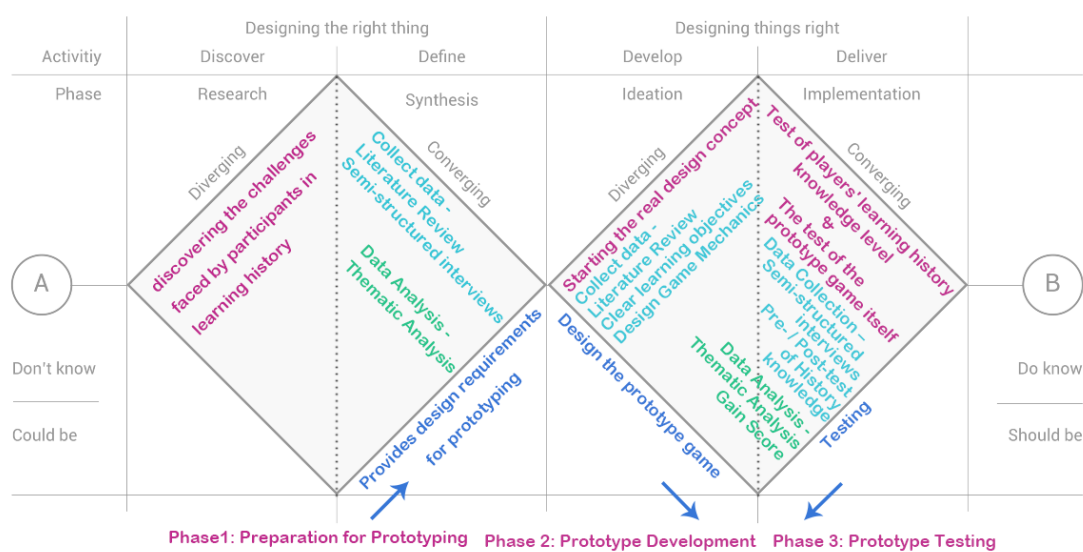 Designing the right thing
Designing things right
Activitiy
Discover
Define
Develop
Deliver
Phase
Research
Synthesis
Ideation
Implementation
Diverging
Converging
Diverging
Converging
discovering the challenges
faced by participants in
learning history
Collect data -
Literature Review
Semi-structured interviews
Data Analysis -
Thematic Analysis
Provides design requirements
for prototyping
Starting the real design concept
Collect data -
Literature Review
Clear learning objectives
Design Game Mechanics
Design the prototype game
Test of players' learning history
knowledge level
&
The test of the
prototype game itself
Data Collection –
Semi-structured
interviews
Pre- / Post-test
of History
knowledge
Data Analysis -
Thematic Analysis
Gain Score
Testing
A
B
Don't know
Could be
Do know
Should be
Phase1: Preparation for Prototyping
Phase 2: Prototype Development
Phase 3: Prototype Testing